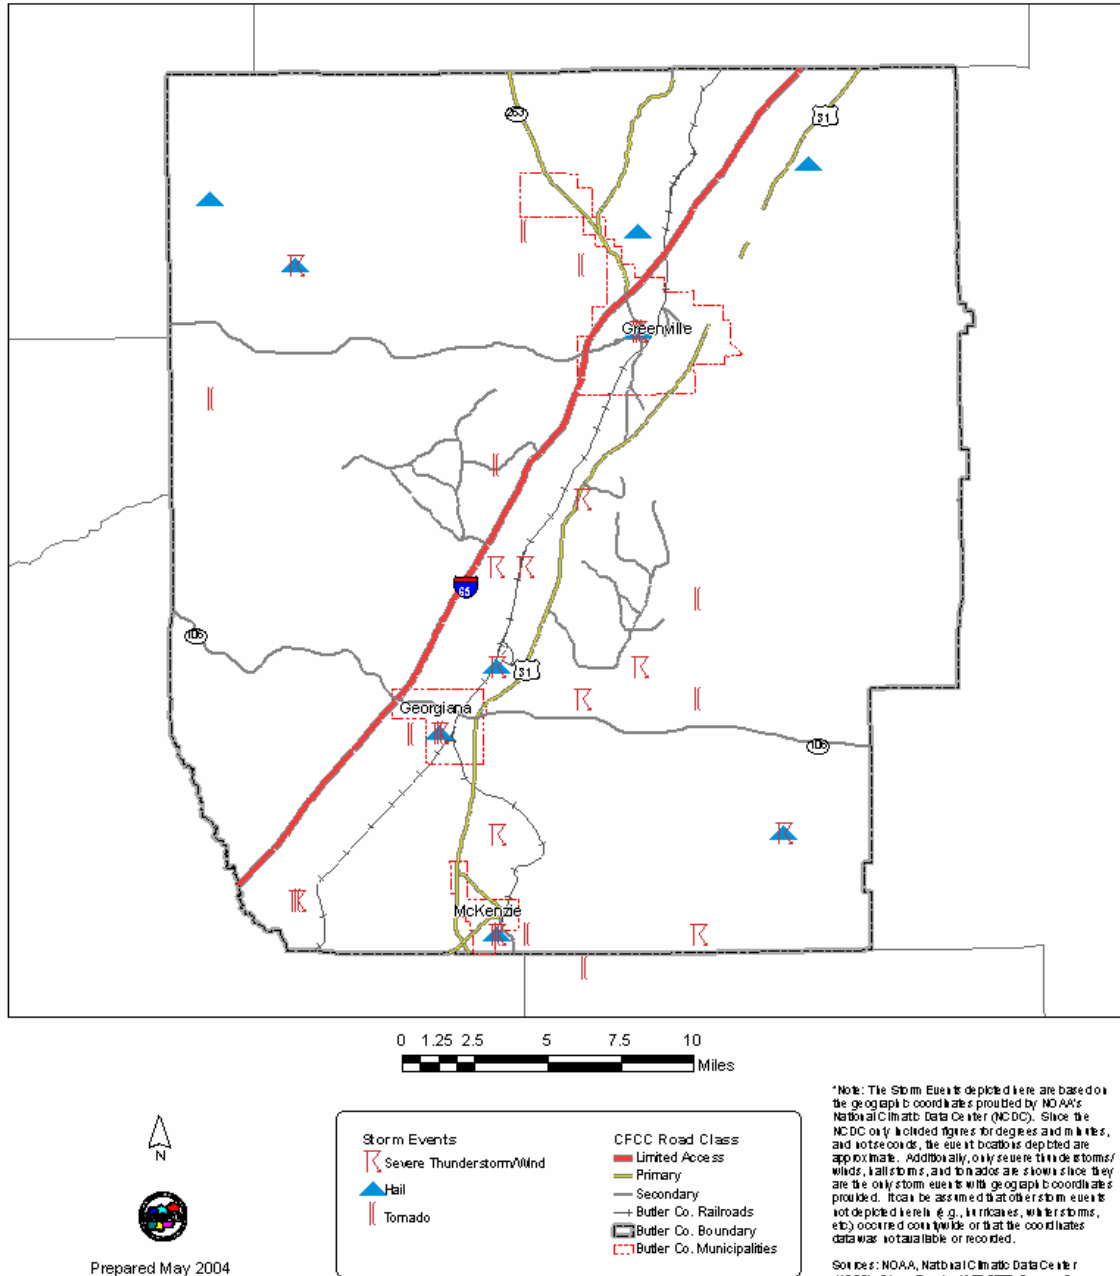 263
31
Greenville
65
106
31
Georgiana
106
McKenzie
0 1.25 2.5 5 7.5 10
Miles
N
Prepared May 2004
Storm Events
Severe Thunderstorm/Wind
Hail
Tornado
CFCC Road Class
Limited Access
Primary
Secondary
Butler Co. Railroads
Butler Co. Boundary
Butler Co. Municipalities
*Note: The Storm Events depicted here are based on
the geographic coordinates provided by NOAA's
National Climatic Data Center (NCDC). Since the
NCDC only included figures for degrees and minutes,
and not seconds, the event locations depicted are
approximate. Additionally, only severe thunderstorms/
winds, hailstorms, and tornados are shown since they
are the only storm events with geographic coordinates
provided. It can be assumed that other storm events
not depicted herein (e.g., hurricanes, winter storms,
etc.) occurred countywide or that the coordinates
data was not available or recorded.
Sources: NOAA, National Climatic Data Center